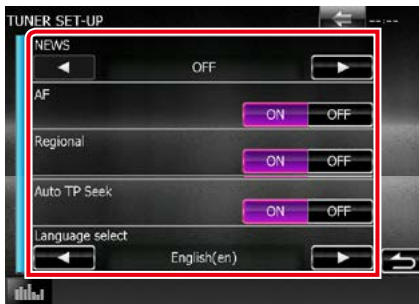 TUNER SET-UP
--:--
NEWS
OFF
AF
ON OFF
Regional
ON OFF
Auto TP Seek
ON OFF
Language select
English(en)